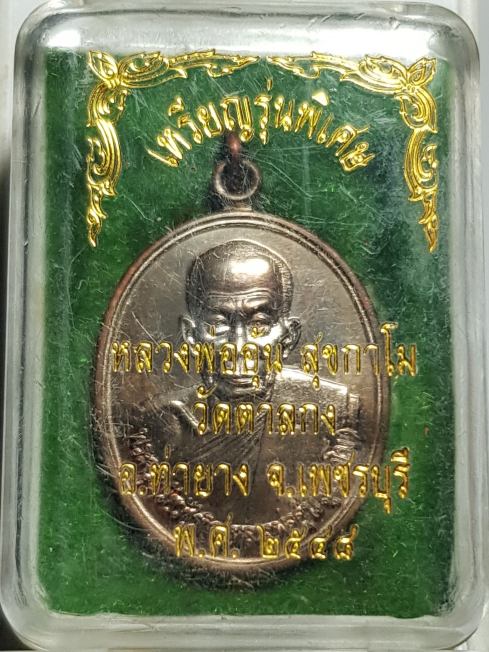 เหรียญรุ่นพิเศษ
หลวงพ่ออุ้น สุขกาโม
วัดตาลกง
อ.ท่ายาง จ.เพชรบุรี
พ.ศ. ๒๕๔๘